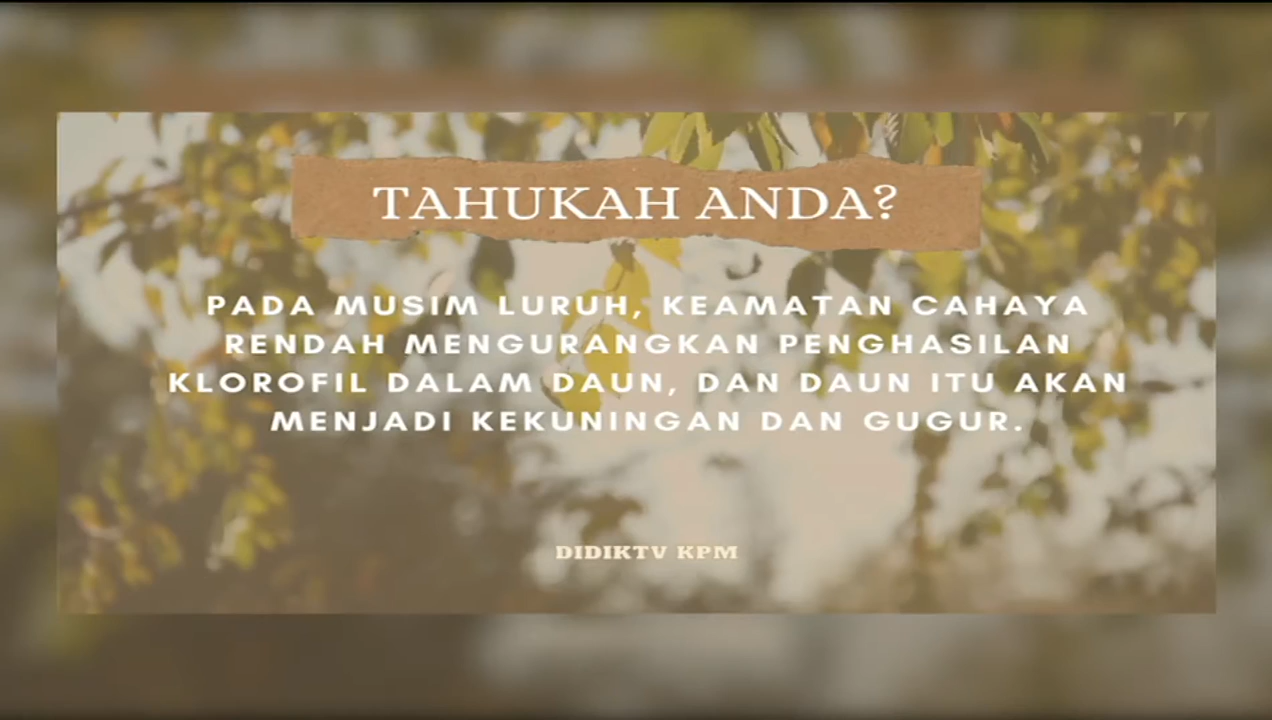 TAHUKAH ANDA?
PADA MUSIM LURUH, KEAMATAN CAHAYA
RENDAH MENGURANGKAN PENGHASILAN
KLOROFIL DALAM DAUN, DAN DAUN ITU AKAN
MENJADI KEKUNINGAN DAN GUGUR.
DIDIKTV KPM